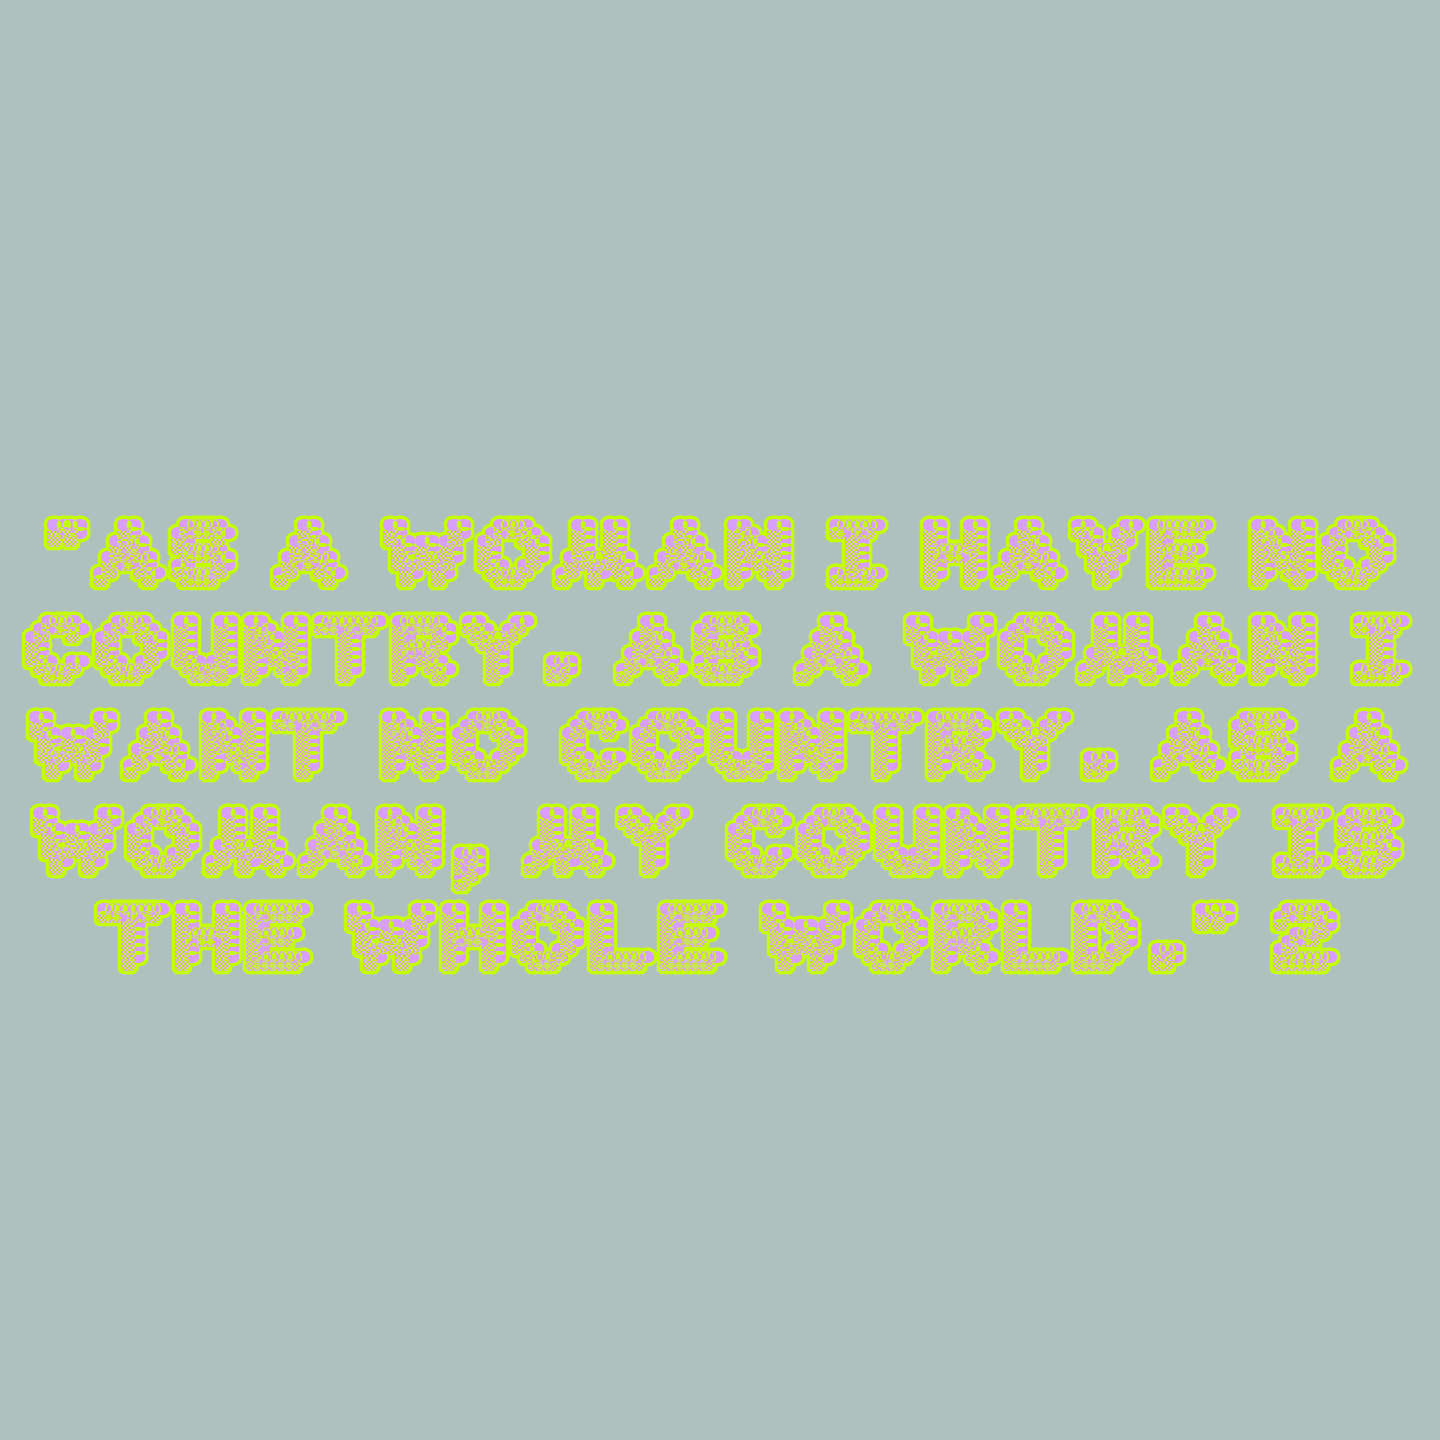 "AS A WOMAN I HAVE NO
COUNTRY. AS A WOMAN I
WANT NO COUNTRY. AS A
WOMAN, MY COUNTRY IS
THE WHOLE WORLD." 2